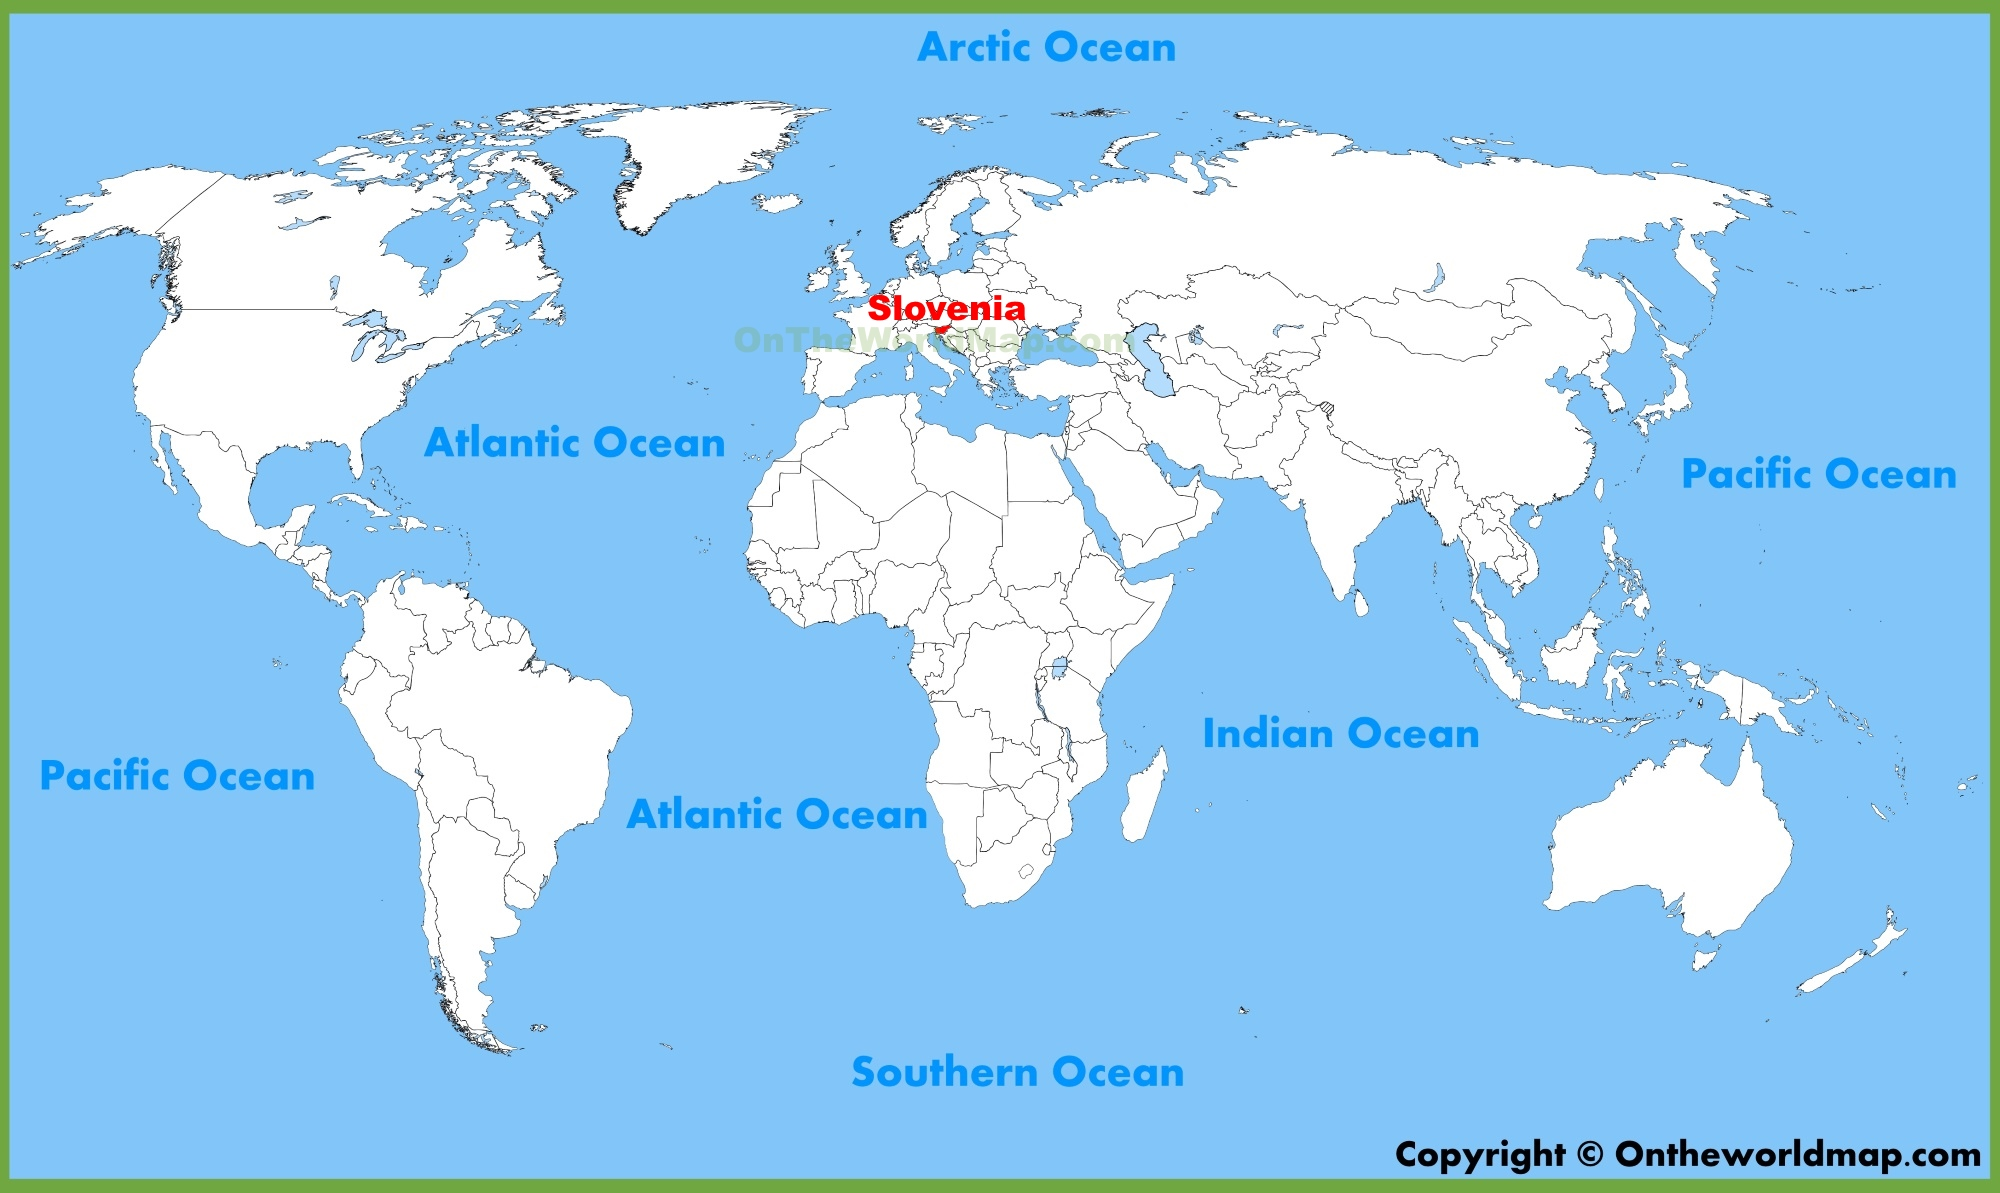 Arctic Ocean
Slovenia
OnTheWorldMap.com
Atlantic Ocean
Pacific Ocean
Indian Ocean
Pacific Ocean
Atlantic Ocean
Southern Ocean
Copyright © Ontheworldmap.com